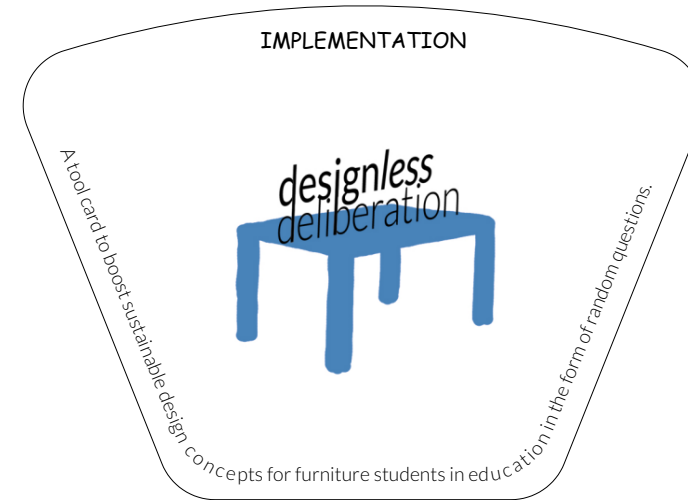 IMPLEMENTATION
designless
deliberation
A tool card to boost sustainable design concepts for furniture students in education in the form of random questions.